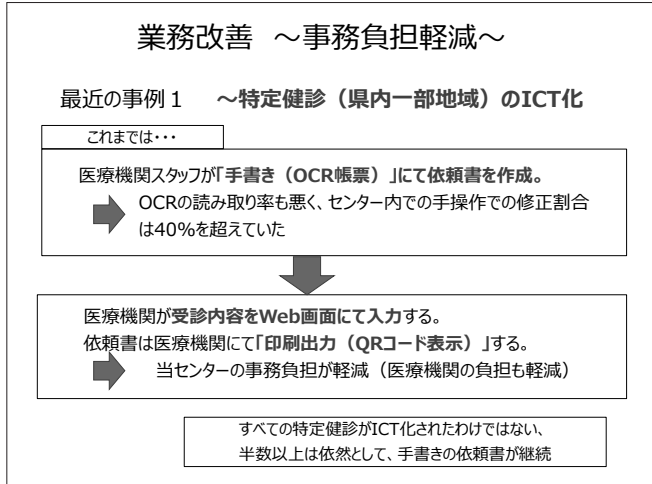 業務改善 ～事務負担軽減～
最近の事例１ ～特定健診（県内一部地域）のICT化
これまでは・・・
医療機関スタッフが「手書き（OCR帳票）」にて依頼書を作成。
OCRの読み取り率も悪く、センター内での手操作での修正割合
は40%を超えていた
医療機関が受診内容をWeb画面にて入力する。
依頼書は医療機関にて「印刷出力（QRコード表示）」する。
当センターの事務負担が軽減（医療機関の負担も軽減）
すべての特定健診がICT化されたわけではない、
半数以上は依然として、手書きの依頼書が継続